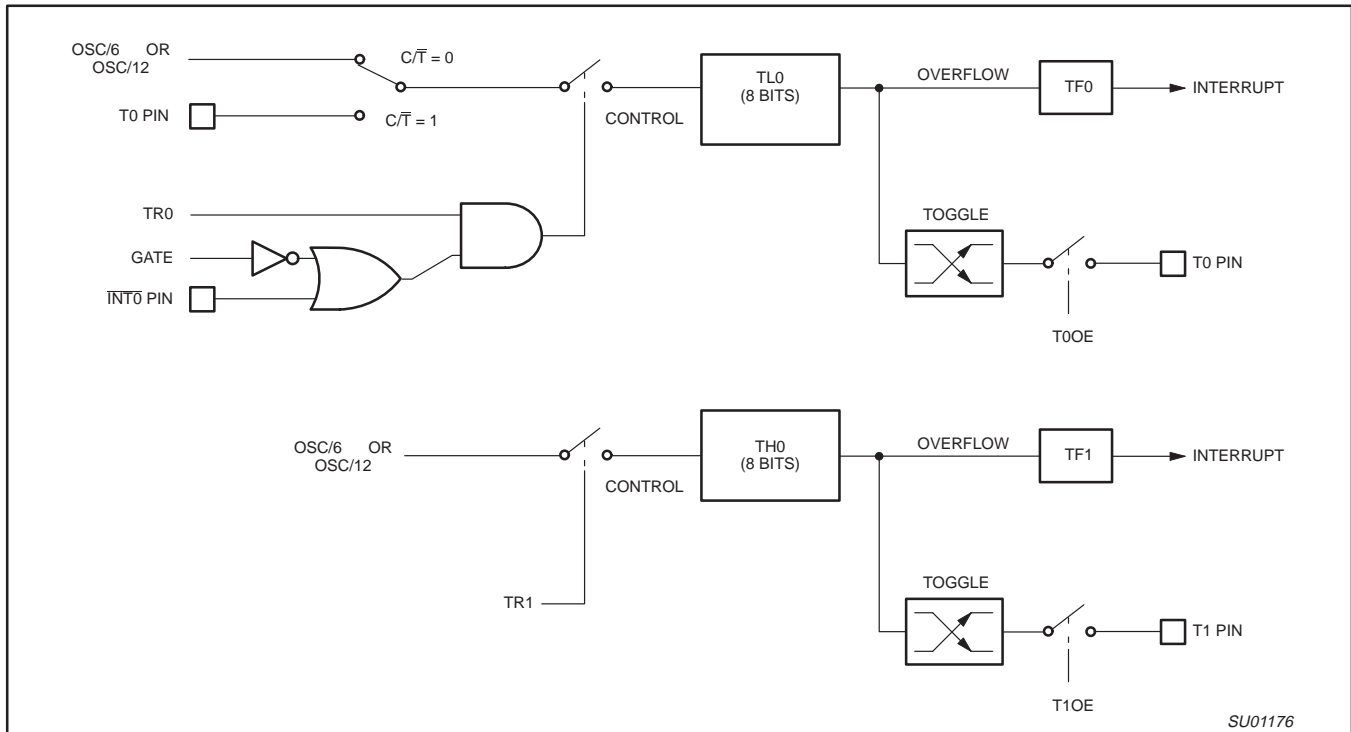 OSC/6 OR
OSC/12
C/T̅ = 0
T0 PIN
C/T̅ = 1
CONTROL
TL0
(8 BITS)
OVERFLOW
TF0
INTERRUPT
TR0
GATE
I̅N̅T̅0̅ PIN
TOGGLE
T0 PIN
T0OE
OSC/6 OR
OSC/12
CONTROL
TH0
(8 BITS)
OVERFLOW
TF1
INTERRUPT
TR1
TOGGLE
T1 PIN
T1OE
SU01176